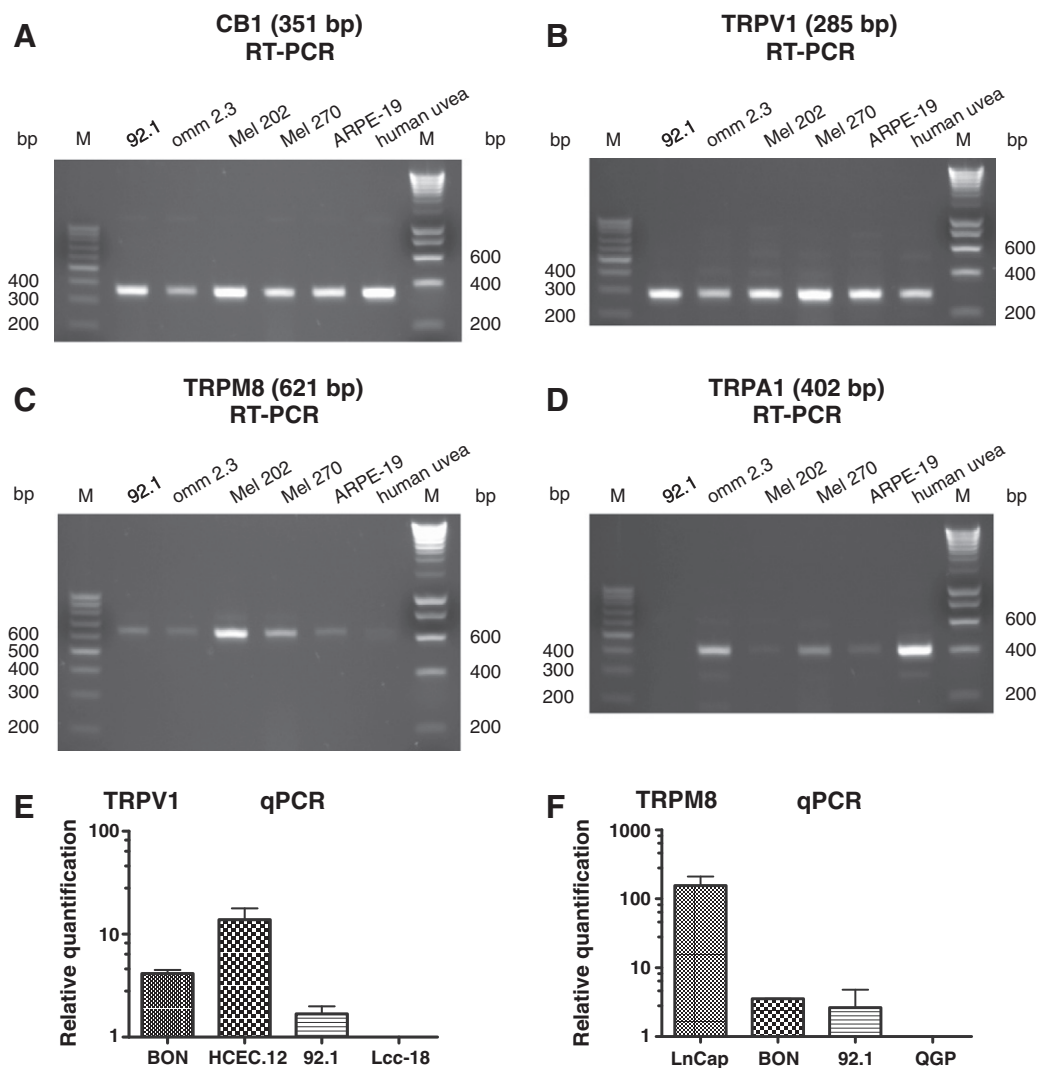 A
CB1 (351 bp)
RT-PCR
bp
M
92.1
omm 2.3
Mel 202
Mel 270
ARPE-19
human uvea
M
bp
400
300
200
600
400
200
B
TRPV1 (285 bp)
RT-PCR
bp
M
92.1
omm 2.3
Mel 202
Mel 270
ARPE-19
human uvea
M
bp
400
300
200
600
400
200
C
TRPM8 (621 bp)
RT-PCR
bp
M
92.1
omm 2.3
Mel 202
Mel 270
ARPE-19
human uvea
M
bp
600
500
400
300
200
600
400
200
D
TRPA1 (402 bp)
RT-PCR
bp
M
92.1
omm 2.3
Mel 202
Mel 270
ARPE-19
human uvea
M
bp
400
300
200
600
400
200
E
TRPV1 qPCR
Relative quantification
100
10
1
BON HCEC.12 92.1 Lcc-18
F
TRPM8 qPCR
Relative quantification
1000
100
10
1
LnCap BON 92.1 QGP